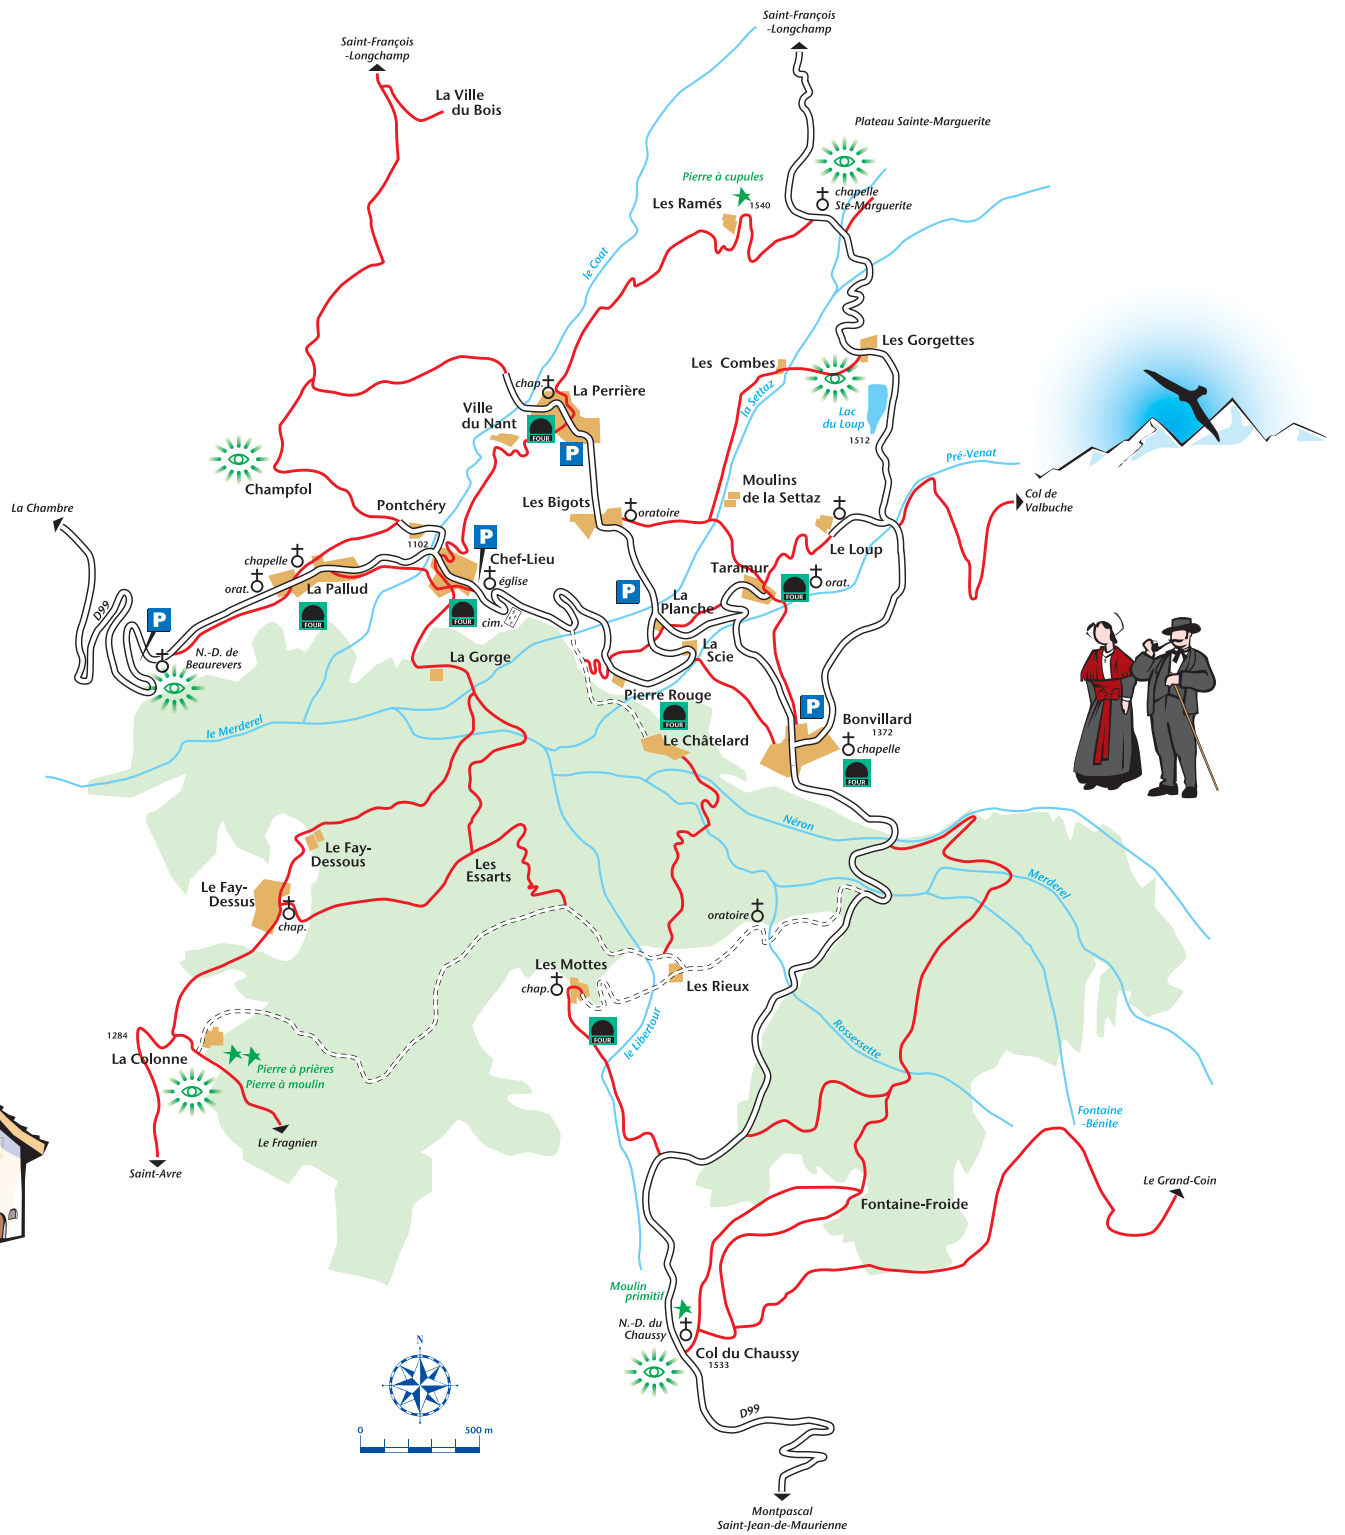 Saint-François
-Longchamp
Saint-François
-Longchamp
La Ville
du Bois
Plateau Sainte-Marguerite
Pierre à cupules
1540
Les Ramés
chapelle
Ste-Marguerite
le Coat
Les Gorgettes
Les Combes
la Settaz
Lac
du Loup
1512
chap.
La Perrière
Ville
du Nant
FOUR
P
Pré-Venat
Col de
Valbuche
Champfol
La Chambre
Pontchéry
1102
Les Bigots
oratoire
Moulins
de la Settaz
Le Loup
P
Chef-Lieu
église
cim.
FOUR
chapelle
orat.
La Pallud
FOUR
D99
P
N.-D. de
Beaurevers
Taramur
FOUR
orat.
P
La
Planche
La
Scie
La Gorge
Pierre Rouge
FOUR
Le Châtelard
P
Bonvillard
1372
chapelle
FOUR
le Merderel
Néron
Merderel
Le Fay-
Dessous
Les
Essarts
Le Fay-
Dessus
chap.
oratoire
Les Mottes
chap.
FOUR
Les Rieux
le Libertour
Rossessette
1284
La Colonne
Pierre à prières
Pierre à moulin
Le Fragnien
Saint-Avre
Fontaine
-Bénite
Le Grand-Coin
Fontaine-Froide
Moulin
primitif
N.-D. du
Chaussy
Col du Chaussy
1533
N
0 500 m
D99
Montpascal
Saint-Jean-de-Maurienne